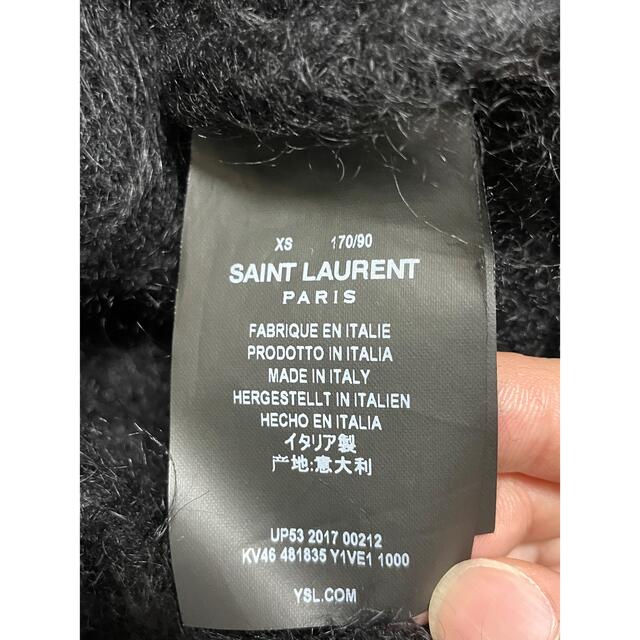 XS 170/90
SAINT LAURENT
PARIS
FABRIQUE EN ITALIE
PRODOTTO IN ITALIA
MADE IN ITALY
HERGESTELLT IN ITALIEN
HECHO EN ITALIA
イタリア製
产地:意大利
UP53 2017 00212
KV46 481835 Y1VE1 1000
YSL.COM